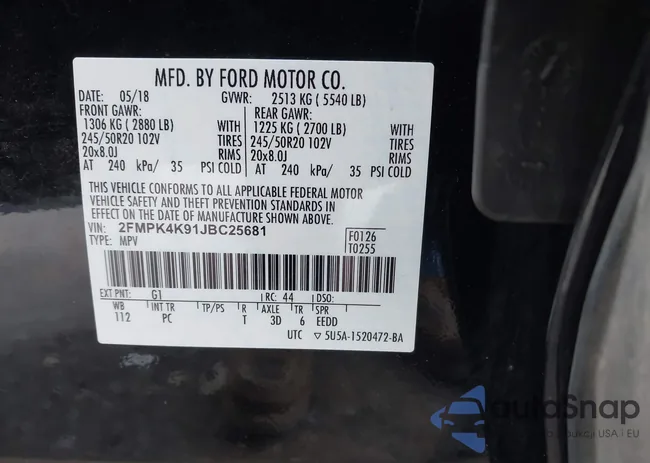 MFD. BY FORD MOTOR CO.
DATE: 05/18 GVWR: 2513 KG ( 5540 LB)
FRONT GAWR: REAR GAWR:
1306 KG ( 2880 LB) WITH 1225 KG ( 2700 LB) WITH
245/50R20 102V TIRES 245/50R20 102V TIRES
20x8.0J RIMS 20x8.0J RIMS
AT 240 kPa/ 35 PSI COLD AT 240 kPa/ 35 PSI COLD
THIS VEHICLE CONFORMS TO ALL APPLICABLE FEDERAL MOTOR
VEHICLE SAFETY AND THEFT PREVENTION STANDARDS IN
EFFECT ON THE DATE OF MANUFACTURE SHOWN ABOVE.
VIN: 2FMPK4K91JBC25681 F0126
TYPE: MPV T0255
EXT PNT: G1 RC: 44 DSO:
WB INT TR TP/PS R AXLE TR SPR
112 PC T 3D 6 EEDD
UTC ▽ 5U5A-1520472-BA
autoSnap
USA i EU